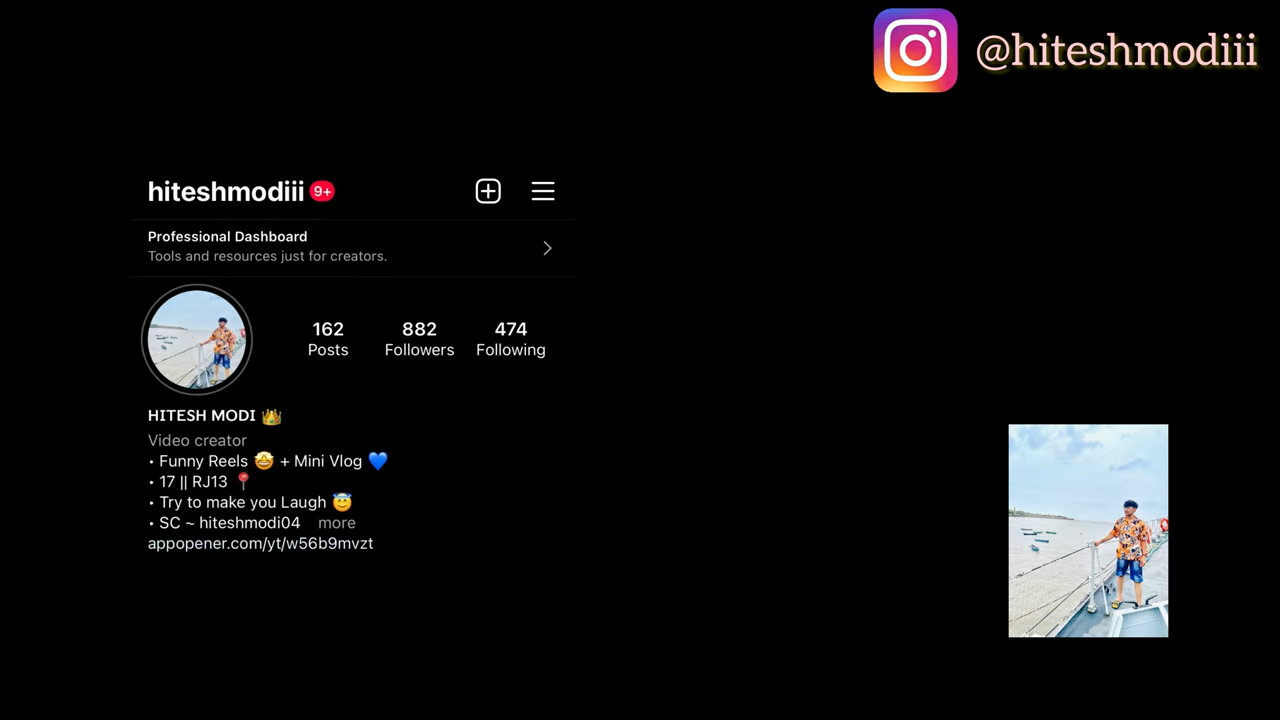 @hiteshmodiii
hiteshmodiii 9+
Professional Dashboard
Tools and resources just for creators.
162 882 474
Posts Followers Following
HITESH MODI 👑
Video creator
• Funny Reels 🤩 + Mini Vlog 💙
• 17 || RJ13 📍
• Try to make you Laugh 😇
• SC ~ hiteshmodi04 more
appopener.com/yt/w56b9mvzt